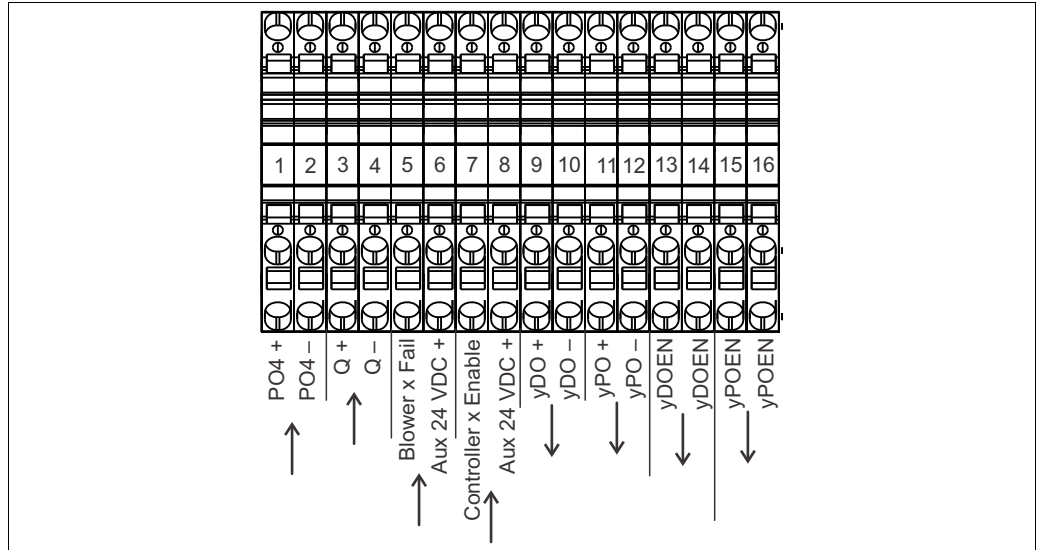 1 2 3 4 5 6 7 8 9 10 11 12 13 14 15 16
PO4 +
PO4 –
Q +
Q –
Blower x Fail
Aux 24 VDC +
Controller x Enable
Aux 24 VDC +
yDO +
yDO –
yPO +
yPO –
yDOEN
yDOEN
yPOEN
yPOEN